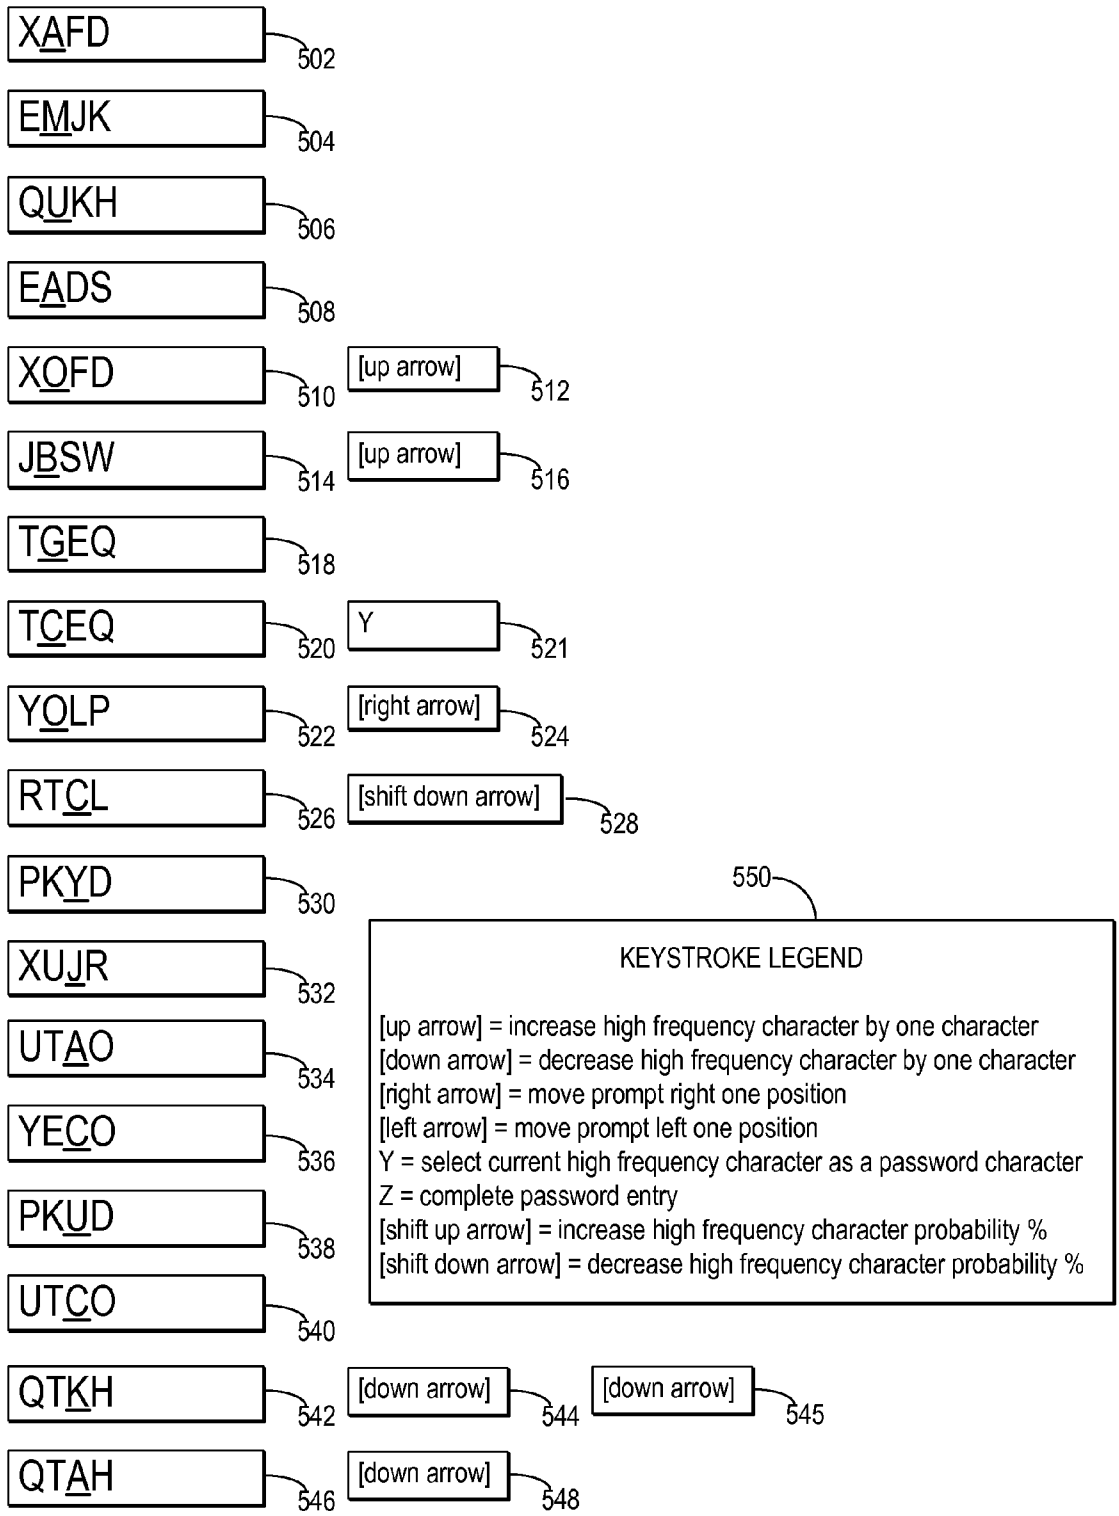 XAFD
502
EMJK
504
QUKH
506
EADS
508
XOFD
510
[up arrow]
512
JBSW
514
[up arrow]
516
TGEQ
518
TCEQ
520
Y
521
YOLP
522
[right arrow]
524
RTCL
526
[shift down arrow]
528
PKYD
530
XUJR
532
UTAO
534
YECO
536
PKUD
538
UTCO
540
550
KEYSTROKE LEGEND
[up arrow] = increase high frequency character by one character
[down arrow] = decrease high frequency character by one character
[right arrow] = move prompt right one position
[left arrow] = move prompt left one position
Y = select current high frequency character as a password character
Z = complete password entry
[shift up arrow] = increase high frequency character probability %
[shift down arrow] = decrease high frequency character probability %
QTKH
542
[down arrow]
544
[down arrow]
545
QTAH
546
[down arrow]
548